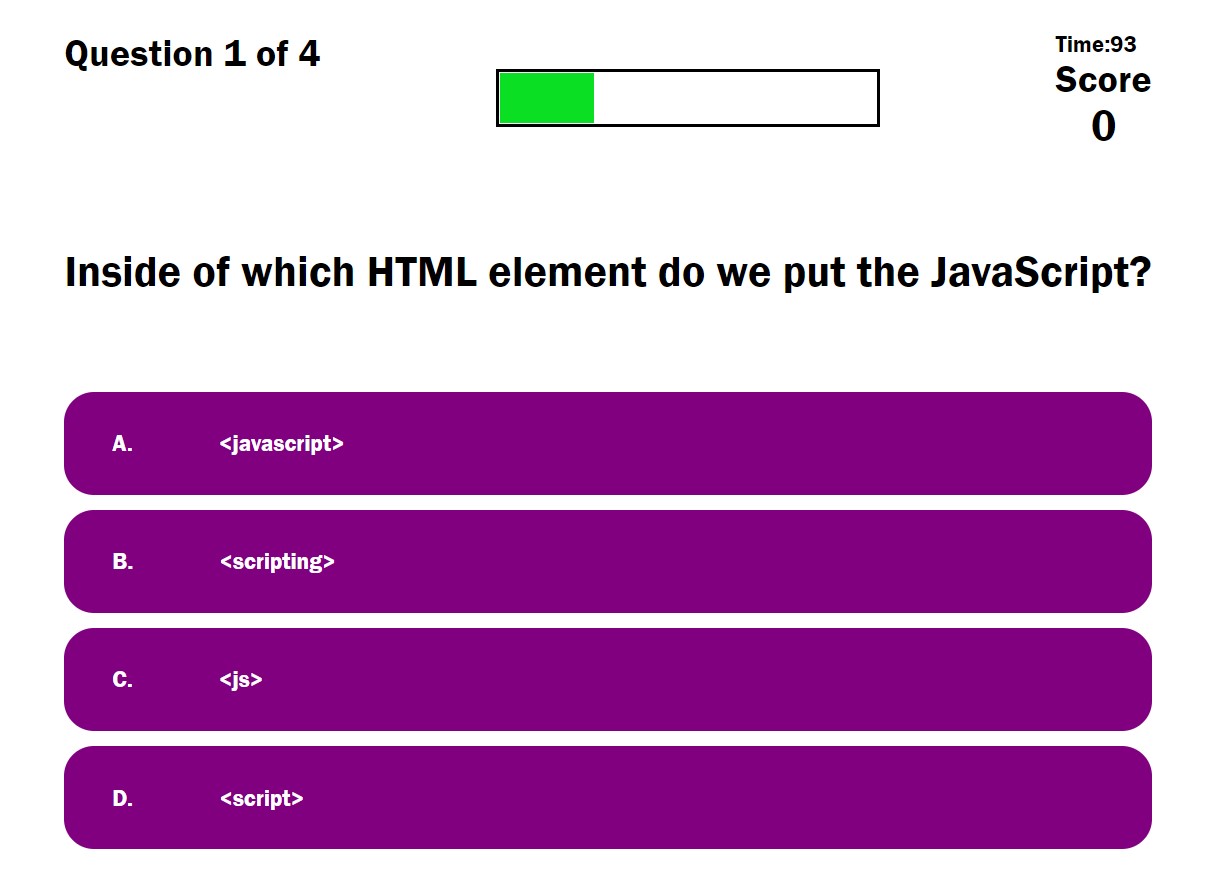 Question 1 of 4
Time:93
Score
0
Inside of which HTML element do we put the JavaScript?
A. <javascript>
B. <scripting>
C. <js>
D. <script>